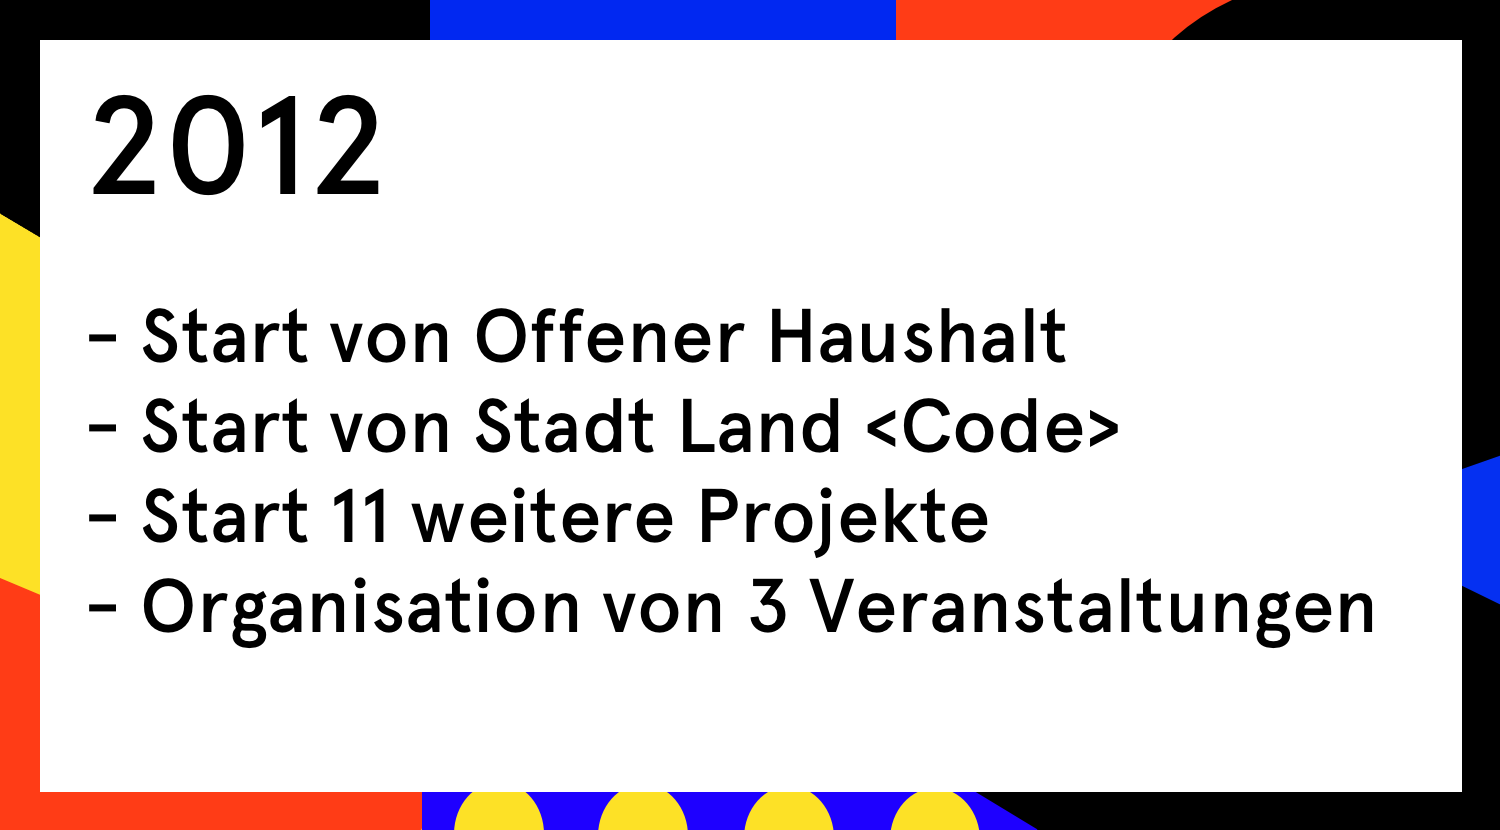 2012
- Start von Offener Haushalt
- Start von Stadt Land <Code>
- Start 11 weitere Projekte
- Organisation von 3 Veranstaltungen